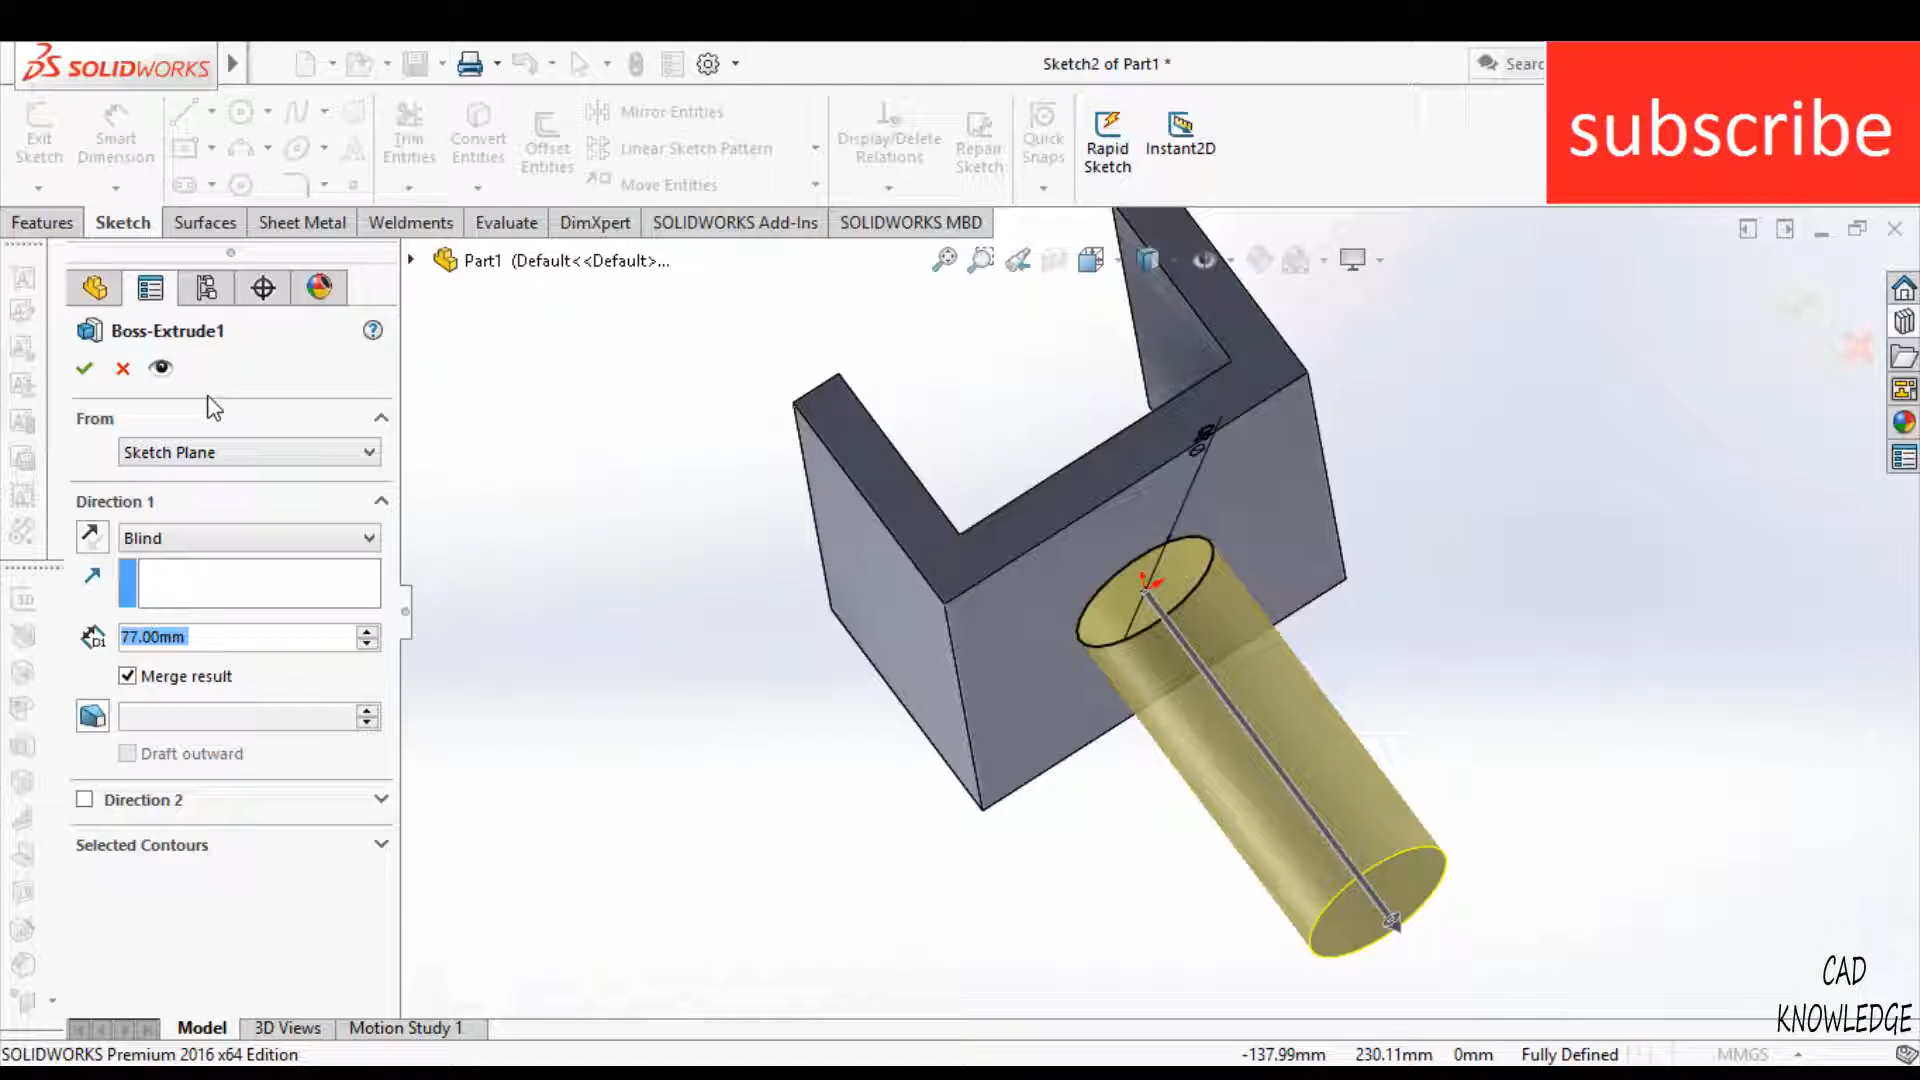 SOLIDWORKS
Sketch2 of Part1 *
Searc
subscribe
Exit Sketch
Smart Dimension
Trim Entities
Convert Entities
Offset Entities
Mirror Entities
Linear Sketch Pattern
Move Entities
Display/Delete Relations
Repair Sketch
Quick Snaps
Rapid Sketch
Instant2D
Features
Sketch
Surfaces
Sheet Metal
Weldments
Evaluate
DimXpert
SOLIDWORKS Add-Ins
SOLIDWORKS MBD
Part1 (Default<<Default>...
Boss-Extrude1
From
Sketch Plane
Direction 1
Blind
D1
77.00mm
Merge result
Draft outward
Direction 2
Selected Contours
3D
CAD
KNOWLEDGE
Model
3D Views
Motion Study 1
SOLIDWORKS Premium 2016 x64 Edition
-137.99mm
230.11mm
0mm
Fully Defined
MMGS